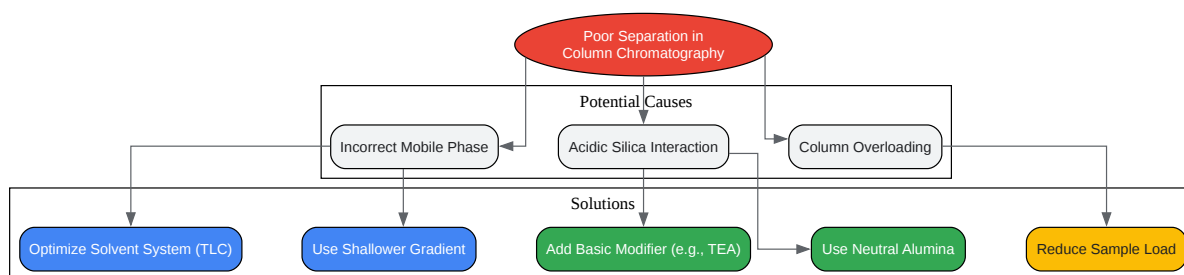 Poor Separation in
Column Chromatography
Potential Causes
Incorrect Mobile Phase
Acidic Silica Interaction
Column Overloading
Solutions
Optimize Solvent System (TLC)
Use Shallower Gradient
Add Basic Modifier (e.g., TEA)
Use Neutral Alumina
Reduce Sample Load